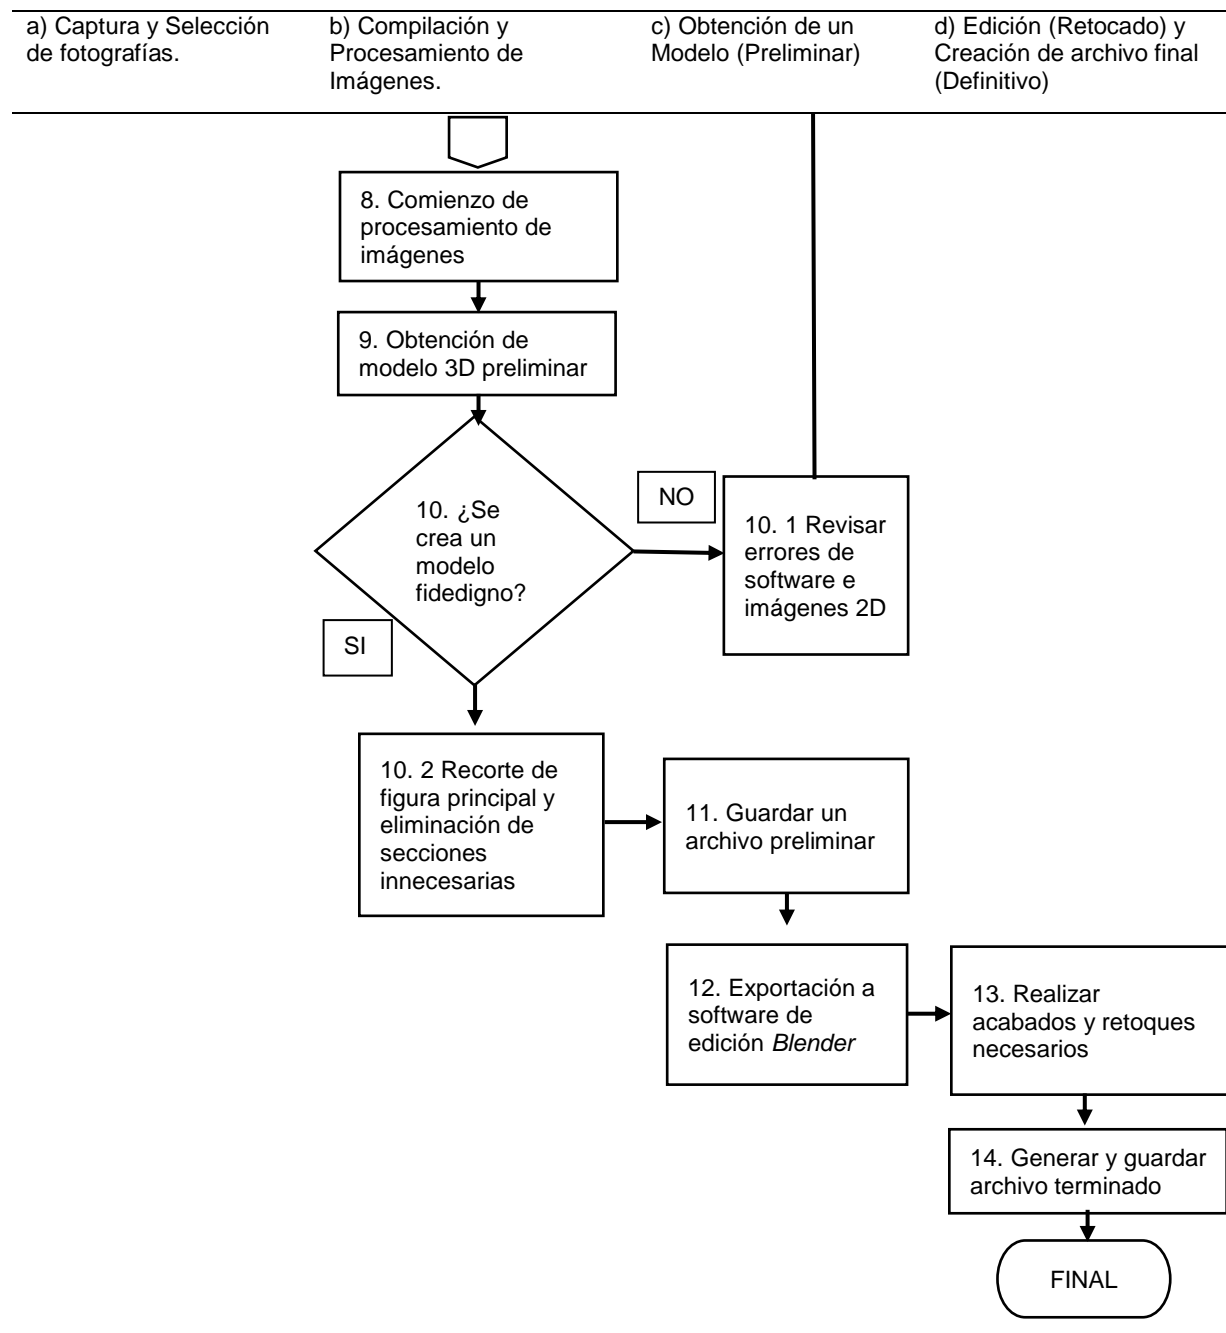 a) Captura y Selección
de fotografías.
b) Compilación y
Procesamiento de
Imágenes.
c) Obtención de un
Modelo (Preliminar)
d) Edición (Retocado) y
Creación de archivo final
(Definitivo)
8. Comienzo de
procesamiento de
imágenes
9. Obtención de
modelo 3D preliminar
10. ¿Se
crea un
modelo
fidedigno?
NO
10. 1 Revisar
errores de
software e
imágenes 2D
SI
10. 2 Recorte de
figura principal y
eliminación de
secciones
innecesarias
11. Guardar un
archivo preliminar
12. Exportación a
software de
edición Blender
13. Realizar
acabados y retoques
necesarios
14. Generar y guardar
archivo terminado
FINAL